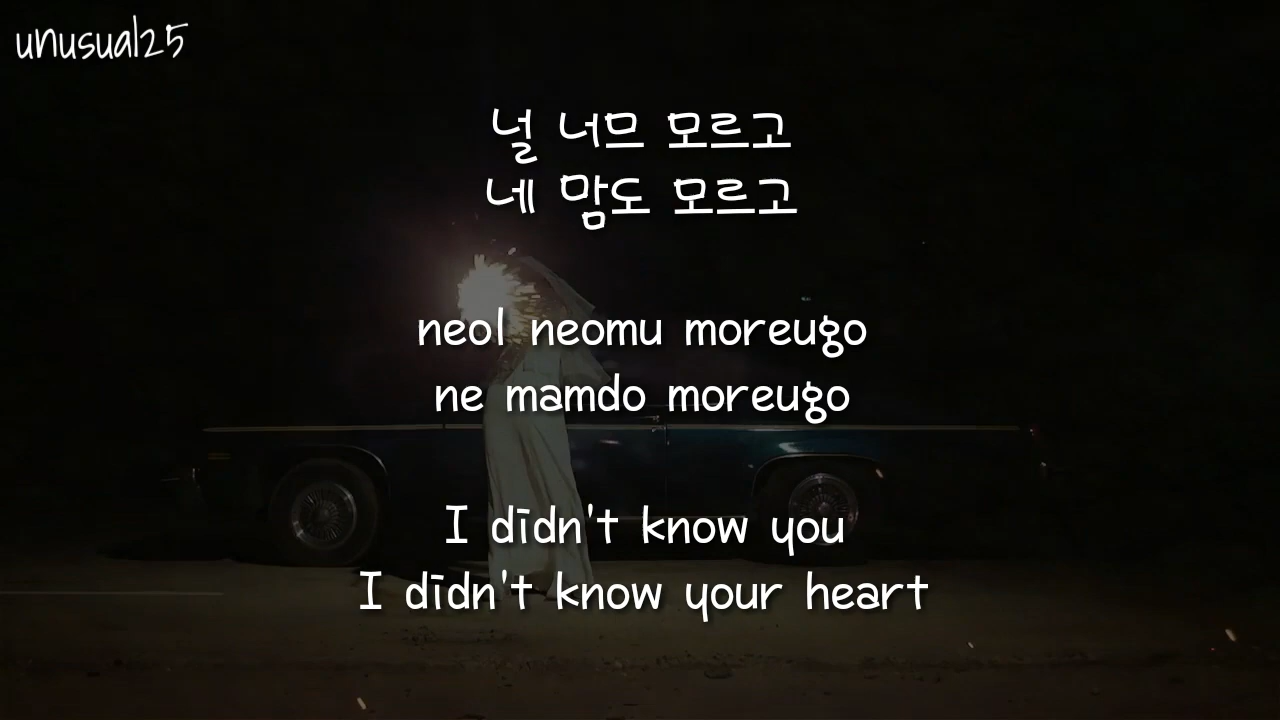 unusual25
널 너므 모르고
네 맘도 모르고
neol neomu moreugo
ne mamdo moreugo
I didn't know you
I didn't know your heart